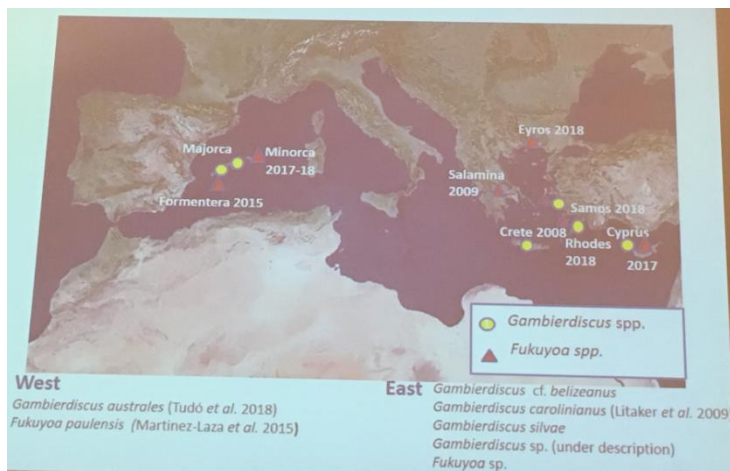 Eyros 2018
Majorca
Minorca
2017-18
Salamina
2009
Formentera 2015
Samos 2018
Crete 2008
Rhodes
2018
Cyprus
2017
Gambierdiscus spp.
Fukuyoa spp.
West
Gambierdiscus australes (Tudó et al. 2018)
Fukuyoa paulensis (Martinez-Laza et al. 2015)
East
Gambierdiscus cf. belizeanus
Gambierdiscus carolinianus (Litaker et al. 2009)
Gambierdiscus silvae
Gambierdiscus sp. (under description)
Fukuyoa sp.